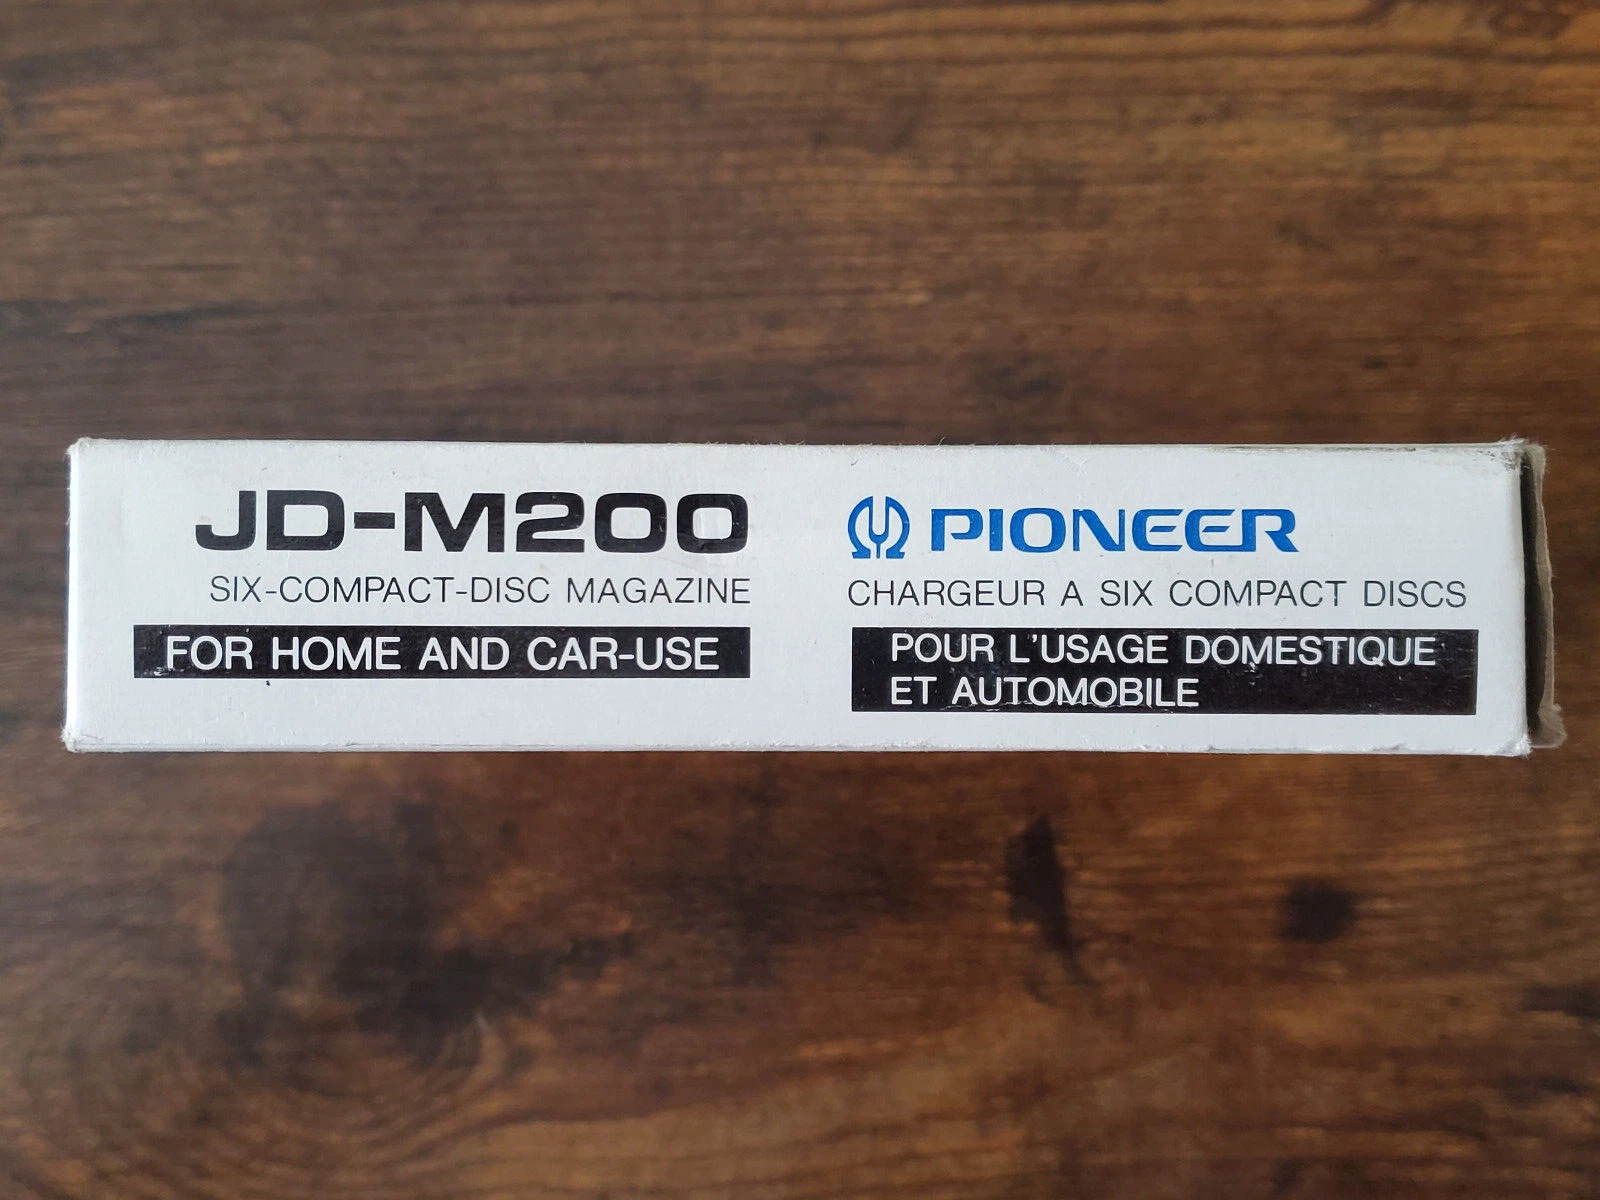 JD-M200
SIX-COMPACT-DISC MAGAZINE
FOR HOME AND CAR-USE
PIONEER
CHARGEUR A SIX COMPACT DISCS
POUR L'USAGE DOMESTIQUE
ET AUTOMOBILE